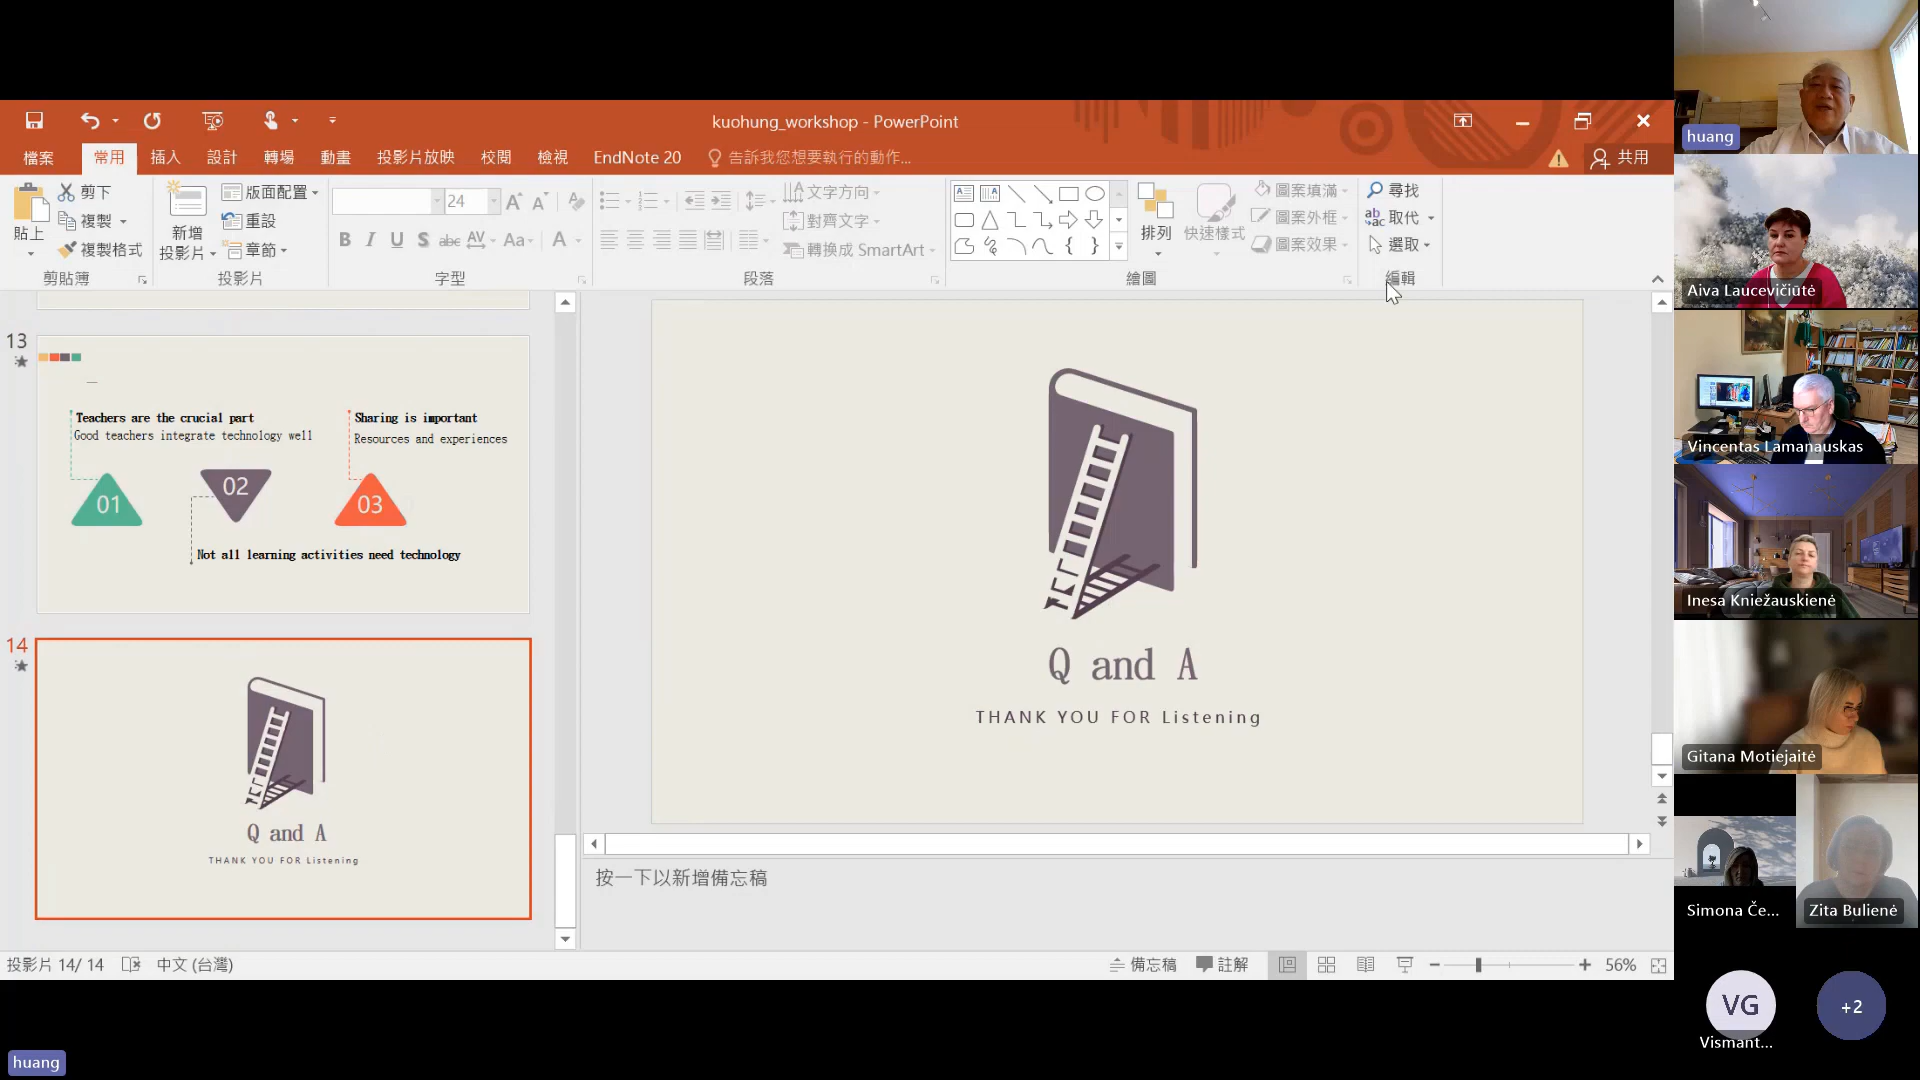 kuohung_workshop - PowerPoint
檔案 常用 插入 設計 轉場 動畫 投影片放映 校閱 檢視 EndNote 20 告訴我您想要執行的動作... 共用
貼上
剪下
複製
複製格式
剪貼簿
新增
投影片
版面配置
重設
章節
投影片
24
B I U S abc AV Aa A
字型
文字方向
對齊文字
轉換成 SmartArt
段落
排列
快速樣式
圖案填滿
圖案外框
圖案效果
繪圖
尋找
取代
選取
編輯
13
Teachers are the crucial part
Good teachers integrate technology well
Sharing is important
Resources and experiences
01
02
03
Not all learning activities need technology
14
Q and A
THANK YOU FOR Listening
Q and A
THANK YOU FOR Listening
按一下以新增備忘稿
投影片 14/ 14 中文 (台灣) 備忘稿 註解 56%
huang
huang
Aiva Laucevičiūtė
Vincentas Lamanauskas
Inesa Kniežauskienė
Gitana Motiejaitė
Simona Če...
Zita Bulienė
VG
Vismant...
+2